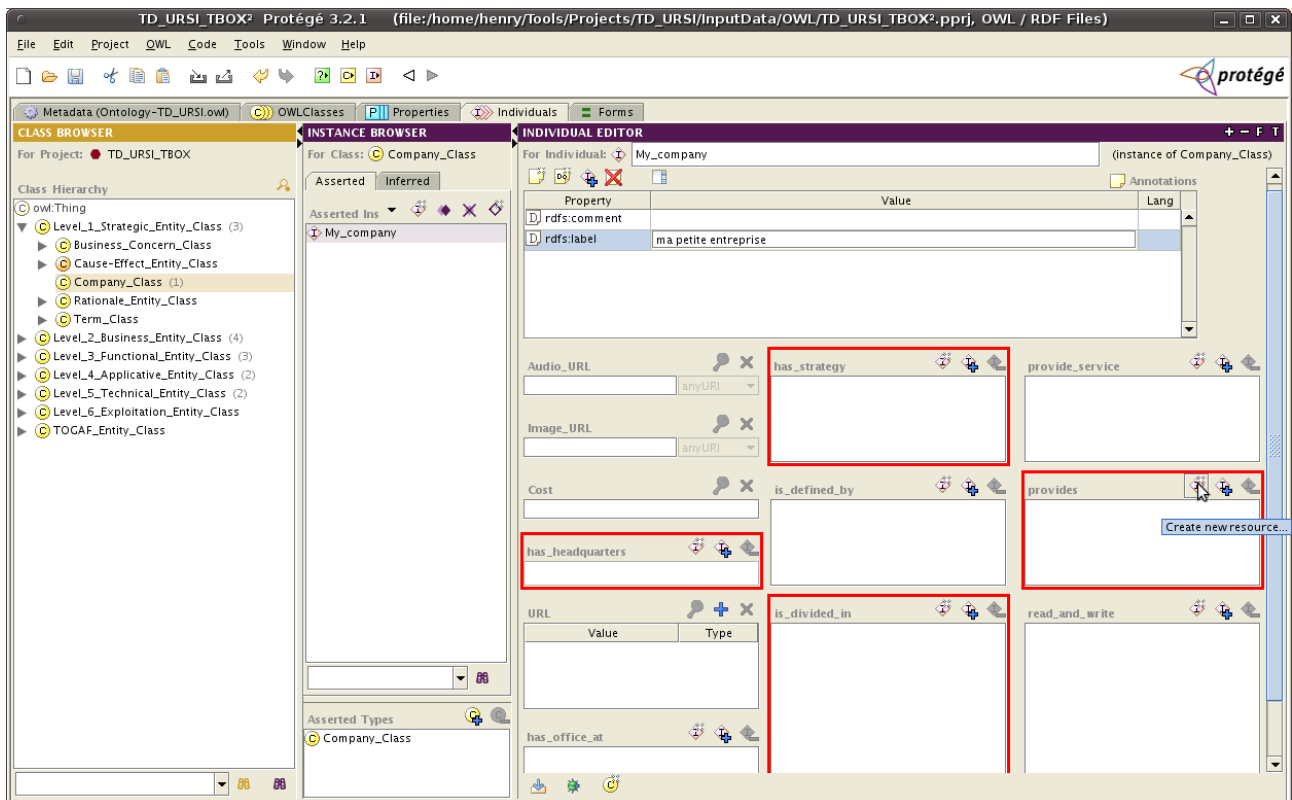 TD_URSI_TBOX² Protégé 3.2.1 (file:/home/henry/Tools/Projects/TD_URSI/InputData/OWL/TD_URSI_TBOX².pprj, OWL / RDF Files)
File Edit Project OWL Code Tools Window Help
protégé
Metadata (Ontology-TD_URSI.owl) OWLClasses Properties Individuals Forms
CLASS BROWSER
For Project: TD_URSI_TBOX
Class Hierarchy
owl:Thing
Level_1_Strategic_Entity_Class (3)
Business_Concern_Class
Cause-Effect_Entity_Class
Company_Class (1)
Rationale_Entity_Class
Term_Class
Level_2_Business_Entity_Class (4)
Level_3_Functional_Entity_Class (3)
Level_4_Applicative_Entity_Class (2)
Level_5_Technical_Entity_Class (2)
Level_6_Exploitation_Entity_Class
TOGAF_Entity_Class
INSTANCE BROWSER
For Class: Company_Class
Asserted Inferred
Asserted Ins
My_company
Asserted Types
Company_Class
INDIVIDUAL EDITOR + − F T
For Individual: My_company (instance of Company_Class)
Annotations
Property Value Lang
rdfs:comment
rdfs:label ma petite entreprise
Audio_URL has_strategy provide_service
anyURI
Image_URL
anyURI
Cost is_defined_by provides
Create new resource...
has_headquarters
URL is_divided_in read_and_write
Value Type
has_office_at